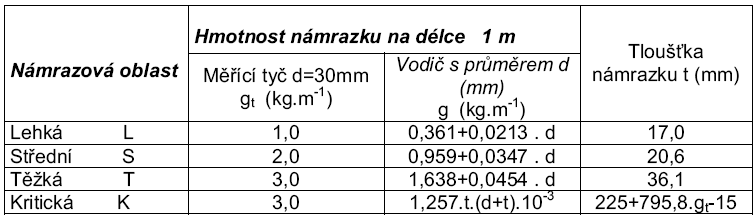 Námrazová oblast
Hmotnost námrazku na délce 1 m
Měřící tyč d=30mm
gt (kg.m-1)
Vodič s průměrem d
(mm)
g (kg.m-1)
Tloušťka
námrazku t (mm)
Lehká L 1,0 0,361+0,0213 . d 17,0
Střední S 2,0 0,959+0,0347 . d 20,6
Těžká T 3,0 1,638+0,0454 . d 36,1
Kritická K 3,0 1,257.t.(d+t).10-3 225+795,8.gt-15